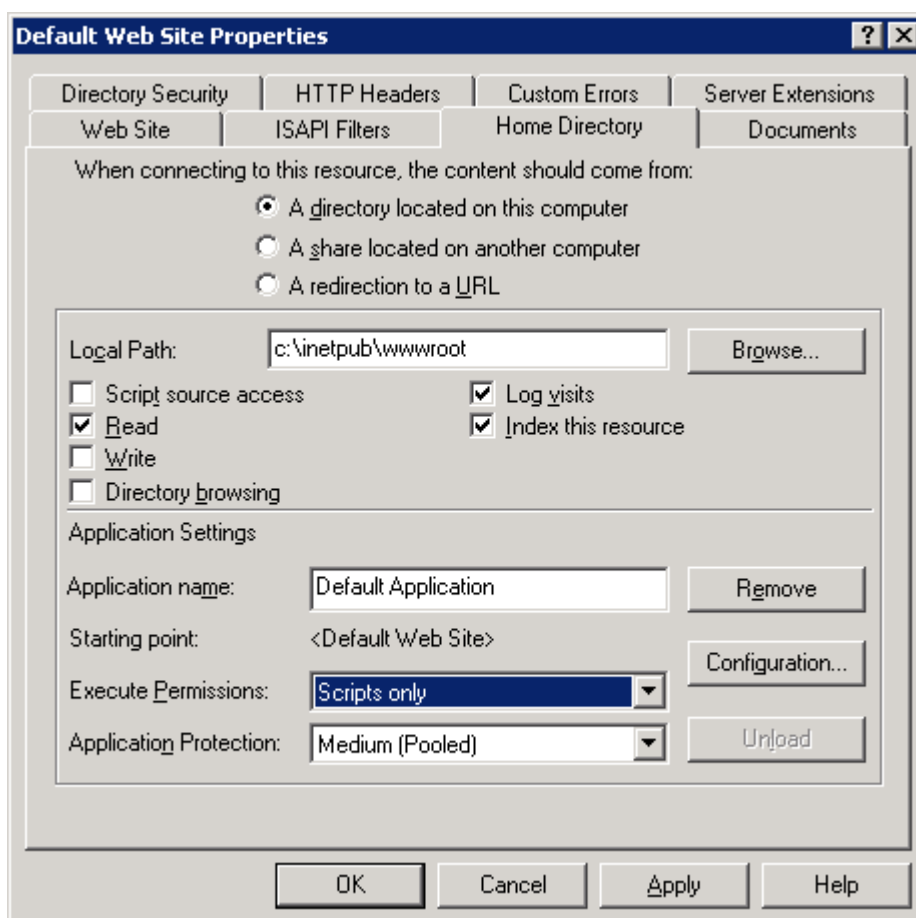 Default Web Site Properties
Directory Security HTTP Headers Custom Errors Server Extensions
Web Site ISAPI Filters Home Directory Documents
When connecting to this resource, the content should come from:
A directory located on this computer
A share located on another computer
A redirection to a URL
Local Path: c:\inetpub\wwwroot Browse...
Script source access Log visits
Read Index this resource
Write
Directory browsing
Application Settings
Application name: Default Application Remove
Starting point: <Default Web Site>
Configuration...
Execute Permissions: Scripts only
Application Protection: Medium (Pooled) Unload
OK Cancel Apply Help